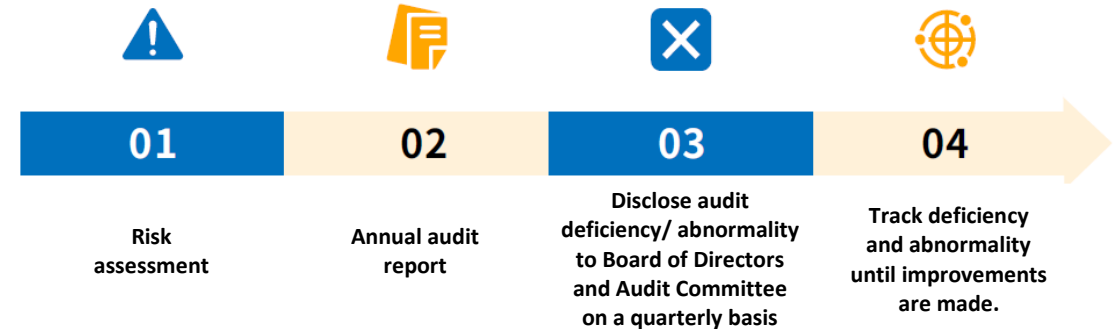 01
02
03
04
Risk
assessment
Annual audit
report
Disclose audit
deficiency/ abnormality
to Board of Directors
and Audit Committee
on a quarterly basis
Track deficiency
and abnormality
until improvements
are made.